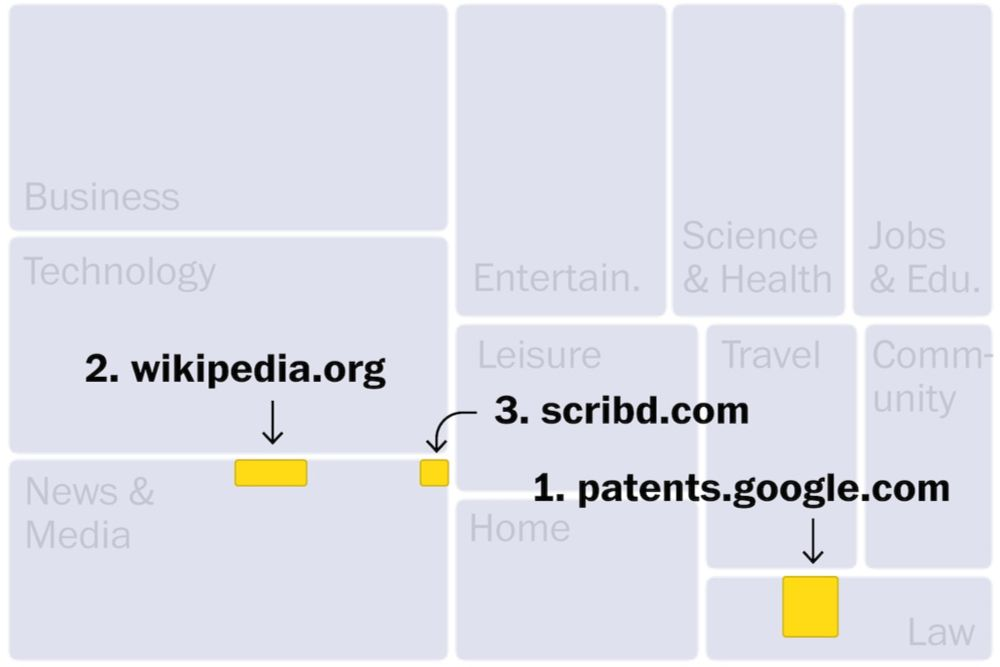 Business
Entertain.
Science
& Health
Jobs
& Edu.
Technology
2. wikipedia.org
Leisure
Travel
Comm-
unity
3. scribd.com
News &
Media
1. patents.google.com
Home
Law